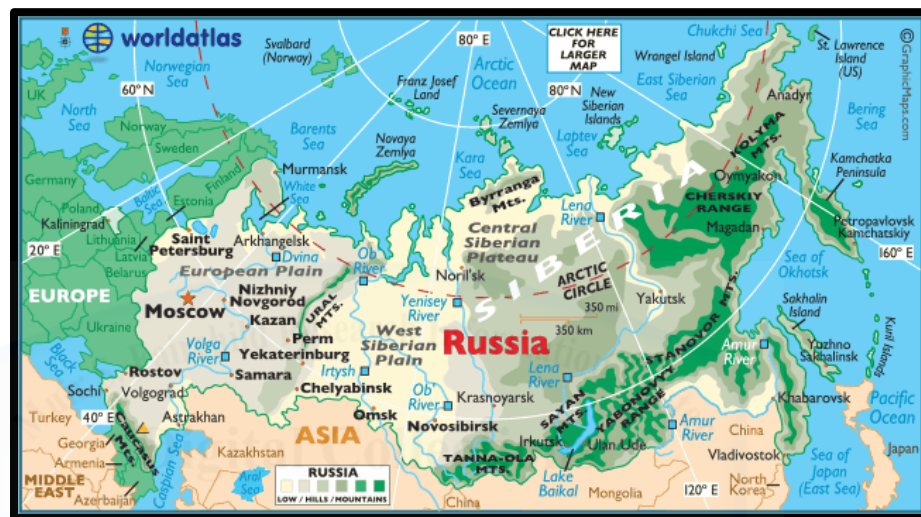 worldatlas
Svalbard
(Norway)
80° E
Arctic
Ocean
CLICK HERE
FOR
LARGER
MAP
Chukchi Sea
St. Lawrence
Island
(US)
©GraphicMaps.com
Norwegian
Sea
60° N
Franz Josef
Land
Severnaya
Zemlya
80° N
New
Siberian
Islands
Wrangel Island
East Siberian
Sea
Anadyr
Bering
Sea
UK
North
Sea
Norway
Sweden
Finland
Barents
Sea
Novaya
Zemlya
Kara
Sea
Laptev
Sea
KOLYMA
MTS.
Oymyakon
Kamchatka
Peninsula
Germany
Baltic
Sea
Murmansk
White
Sea
Byrranga
Mts.
Lena
River
CHERSKIY
RANGE
Magadan
Petropavlovsk
Kamchatskiy
Poland
Kaliningrad
Estonia
Lithuania
Latvia
Belarus
20° E
Saint
Petersburg
Arkhangelsk
Dvina
European Plain
Ob
River
Noril'sk
Central
Siberian
Plateau
SIBERIA
ARCTIC
CIRCLE
Sea of
Okhotsk
160° E
EUROPE
Moscow
Nizhniy
Novgorod
Kazan
URAL
MTS.
Yenisey
River
350 mi
350 km
Yakutsk
Sakhalin
Island
Kuril Islands
Ukraine
Perm
Yekaterinburg
West
Siberian
Plain
Russia
STANOVOY MTS.
Amur
River
Yuzhno
Sakhalinsk
Black
Sea
Volga
River
Rostov
Samara
Chelyabinsk
Irtysh
Lena
River
YABONOVYY
RANGE
Sochi
Volgograd
Omsk
Ob
River
Krasnoyarsk
SAYAN
MTS.
Khabarovsk
Pacific
Ocean
Turkey
40° E
Astrakhan
ASIA
Novosibirsk
Irkutsk
Ulan Ude
Amur
River
China
Georgia
Caucasus
Mts.
Caspian Sea
Kazakhstan
TANNA-OLA
MTS.
Lake
Baikal
Vladivostok
Armenia
MIDDLE
EAST
Azerbaijan
Aral
Sea
RUSSIA
LOW / HILLS / MOUNTAINS
China
Mongolia
120° E
North
Korea
Sea of
Japan
(East Sea)
Japan